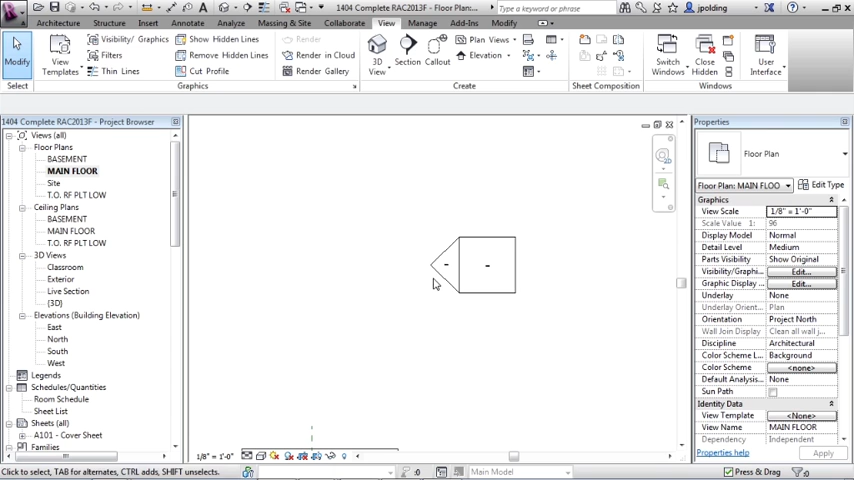 1404 Complete RAC2013F - Floor Plan:...
Type a keyword or phrase
jpolding
Architecture Structure Insert Annotate Analyze Massing & Site Collaborate View Manage Add-Ins Modify
Modify
View Templates
Visibility/ Graphics
Filters
Thin Lines
Show Hidden Lines
Remove Hidden Lines
Cut Profile
Render
Render in Cloud
Render Gallery
3D View
Section
Callout
Plan Views
Elevation
Switch Windows
Close Hidden
User Interface
Select
Graphics
Create
Sheet Composition
Windows
1404 Complete RAC2013F - Project Browser
Views (all)
Floor Plans
BASEMENT
MAIN FLOOR
Site
T.O. RF PLT LOW
Ceiling Plans
BASEMENT
MAIN FLOOR
T.O. RF PLT LOW
3D Views
Classroom
Exterior
Live Section
{3D}
Elevations (Building Elevation)
East
North
South
West
Legends
Schedules/Quantities
Room Schedule
Sheet List
Sheets (all)
A101 - Cover Sheet
Families
- -
1/8" = 1'-0"
Properties
Floor Plan
Floor Plan: MAIN FLOO
Edit Type
Graphics
View Scale 1/8" = 1'-0"
Scale Value 1: 96
Display Model Normal
Detail Level Medium
Parts Visibility Show Original
Visibility/Graphi... Edit...
Graphic Display ... Edit...
Underlay None
Underlay Orien... Plan
Orientation Project North
Wall Join Display Clean all wall j...
Discipline Architectural
Color Scheme L... Background
Color Scheme <none>
Default Analysis... None
Sun Path
Identity Data
View Template <None>
View Name MAIN FLOOR
Dependency Independent
Properties help
Apply
Click to select, TAB for alternates, CTRL adds, SHIFT unselects.
:0
Main Model
Press & Drag
:0